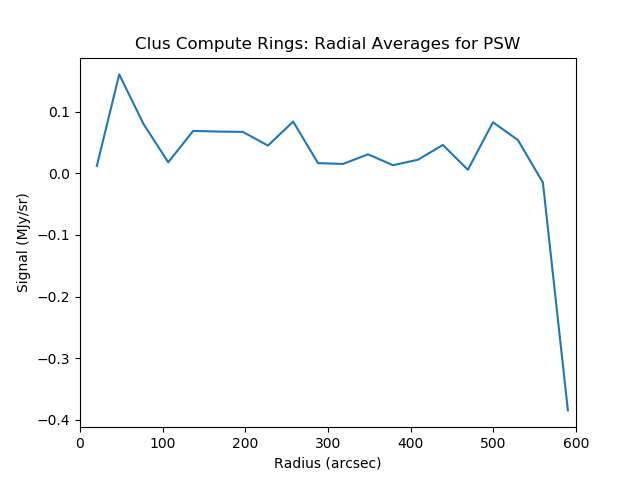 Clus Compute Rings: Radial Averages for PSW
Signal (MJy/sr)
0.1
0.0
−0.1
−0.2
−0.3
−0.4
0 100 200 300 400 500 600
Radius (arcsec)